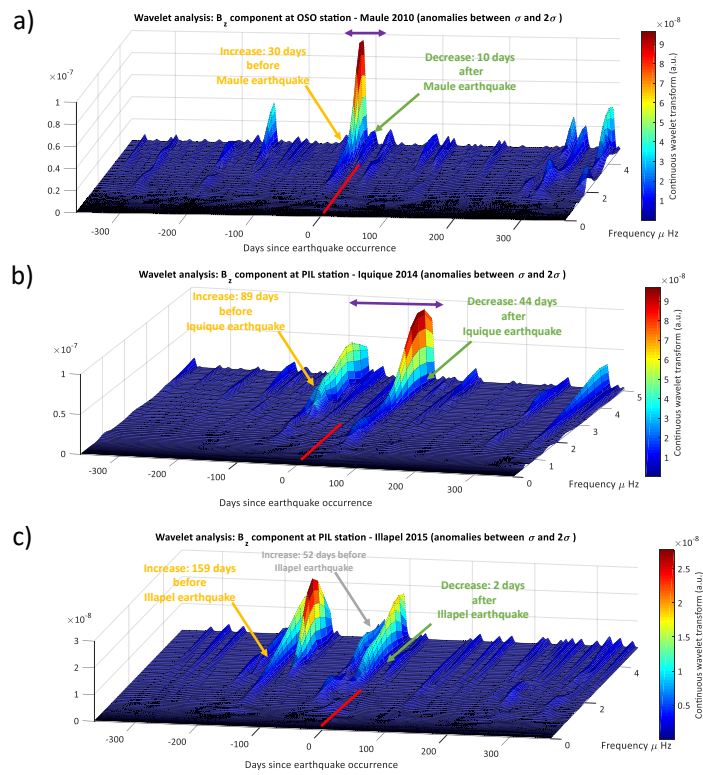 a)
Wavelet analysis: B_z component at OSO station - Maule 2010 (anomalies between σ and 2σ )
Increase: 30 days
before
Maule earthquake
Decrease: 10 days
after
Maule earthquake
×10^-7
1
0.8
0.6
0.4
0.2
0
-300
-200
-100
0
100
200
300
Days since earthquake occurrence
0
2
4
Frequency μ Hz
×10^-8
9
8
7
6
5
4
3
2
1
Continuous wavelet transform (a.u.)
b)
Wavelet analysis: B_z component at PIL station - Iquique 2014 (anomalies between σ and 2σ )
Increase: 89 days
before
Iquique earthquake
Decrease: 44 days
after
Iquique earthquake
×10^-7
1
0.5
0
-300
-200
-100
0
100
200
300
Days since earthquake occurrence
0
1
2
3
4
5
Frequency μ Hz
×10^-8
9
8
7
6
5
4
3
2
1
Continuous wavelet transform (a.u.)
c)
Wavelet analysis: B_z component at PIL station - Illapel 2015 (anomalies between σ and 2σ )
Increase: 159 days
before
Illapel earthquake
Increase: 52 days before
Illapel earthquake
Decrease: 2 days
after
Illapel earthquake
×10^-8
3
2
1
0
-300
-200
-100
0
100
200
300
Days since earthquake occurrence
0
2
4
Frequency μ Hz
×10^-8
2.5
2
1.5
1
0.5
Continuous wavelet transform (a.u.)